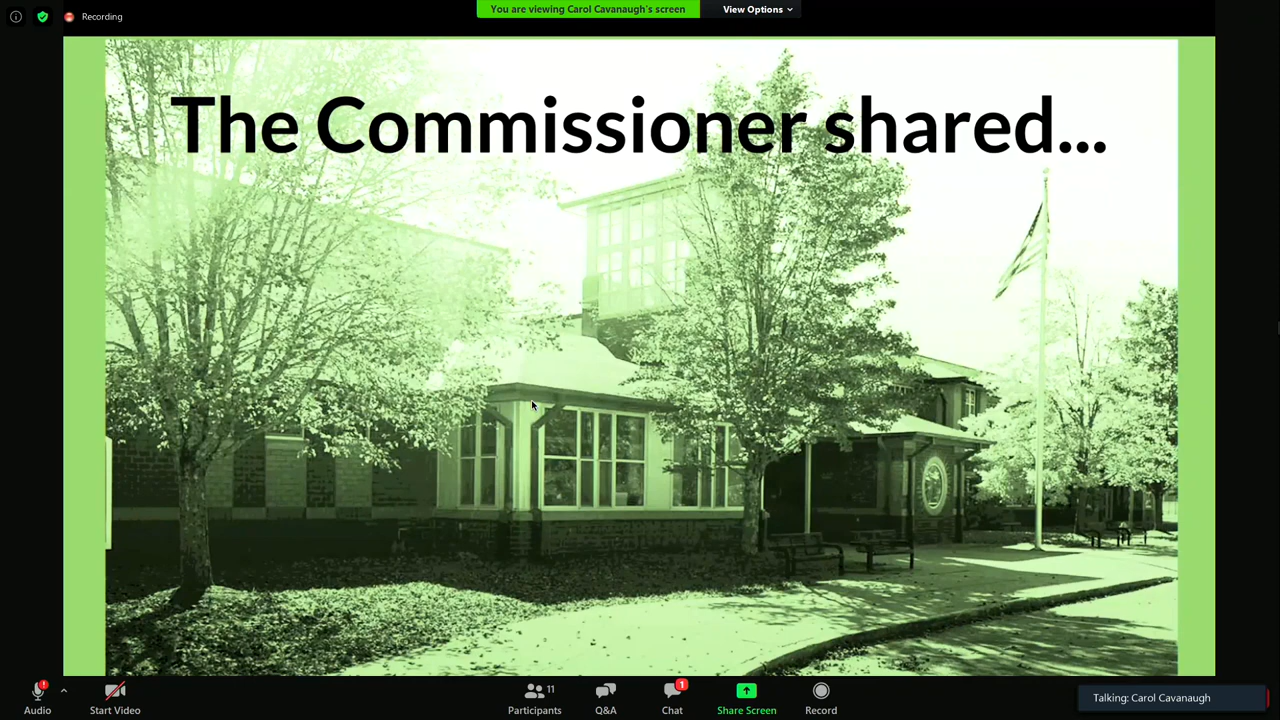 Recording
You are viewing Carol Cavanaugh's screen
View Options
The Commissioner shared...
Audio
Start Video
11
Participants
Q&A
1
Chat
Share Screen
Record
Talking: Carol Cavanaugh